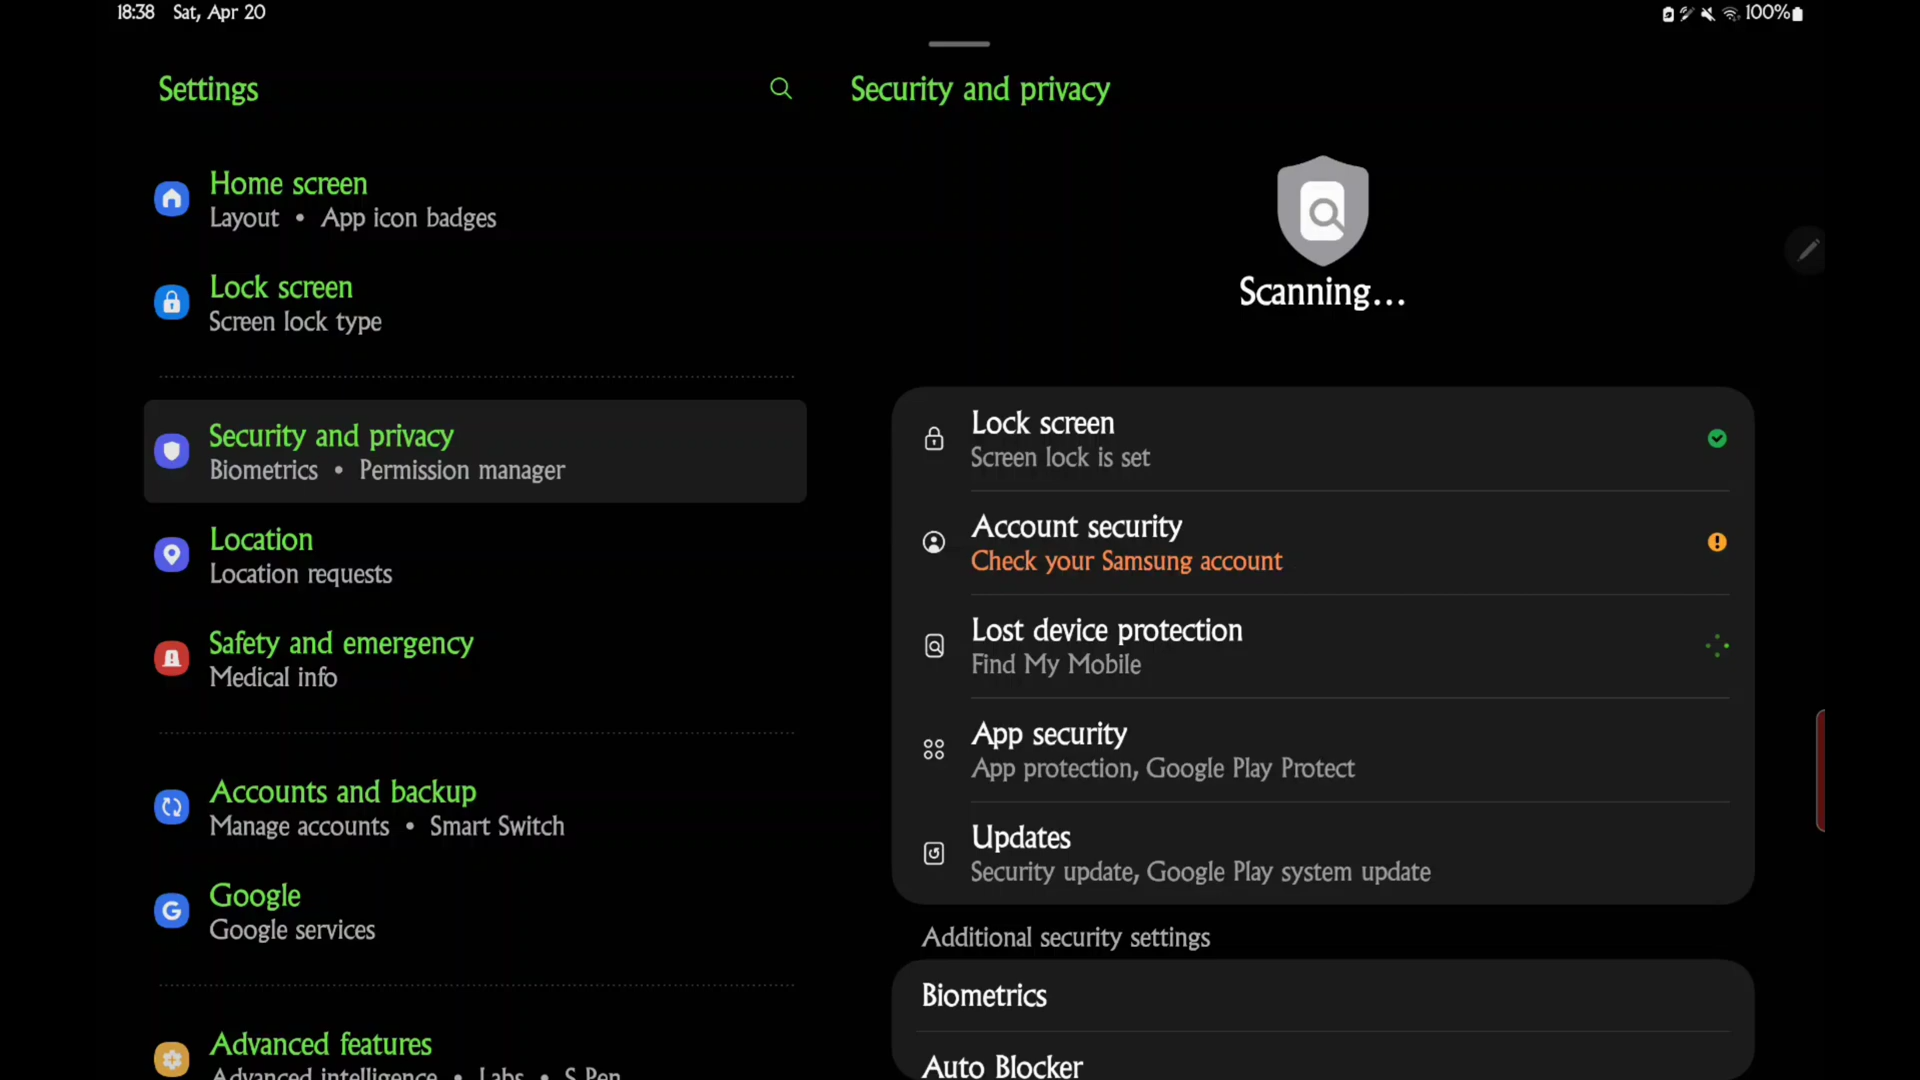 18:38 Sat, Apr 20
100%
Settings
Home screen
Layout • App icon badges
Lock screen
Screen lock type
Security and privacy
Biometrics • Permission manager
Location
Location requests
Safety and emergency
Medical info
Accounts and backup
Manage accounts • Smart Switch
Google
Google services
Advanced features
Advanced intelligence • Labs • S Pen
Security and privacy
Scanning...
Lock screen
Screen lock is set
Account security
Check your Samsung account
Lost device protection
Find My Mobile
App security
App protection, Google Play Protect
Updates
Security update, Google Play system update
Additional security settings
Biometrics
Auto Blocker